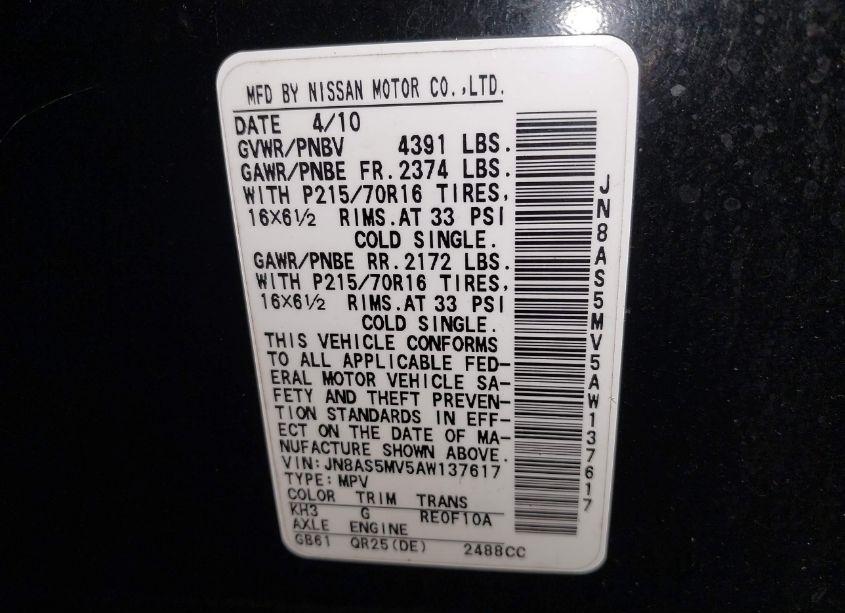 MFD BY NISSAN MOTOR CO.,LTD.
DATE 4/10
GVWR/PNBV 4391 LBS.
GAWR/PNBE FR.2374 LBS.
WITH P215/70R16 TIRES,
16×6½ RIMS.AT 33 PSI
COLD SINGLE.
GAWR/PNBE RR.2172 LBS.
WITH P215/70R16 TIRES,
16×6½ RIMS.AT 33 PSI
COLD SINGLE.
THIS VEHICLE CONFORMS
TO ALL APPLICABLE FED-
ERAL MOTOR VEHICLE SA-
FETY AND THEFT PREVEN-
TION STANDARDS IN EFF-
ECT ON THE DATE OF MA-
NUFACTURE SHOWN ABOVE.
VIN:JN8AS5MV5AW137617
TYPE:MPV
COLOR TRIM TRANS
KH3 G RE0F10A
AXLE ENGINE
GB61 QR25(DE) 2488CC
JN8AS5MV5AW137617